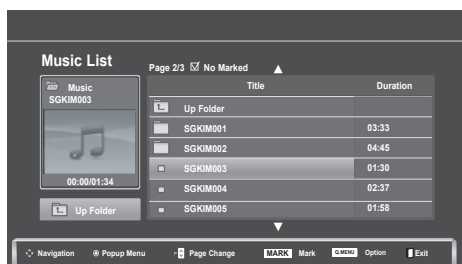 Music List
Page 2/3 ☑ No Marked
Music
SGKIM003
00:00/01:34
Up Folder
Title Duration
Up Folder
SGKIM001 03:33
SGKIM002 04:45
SGKIM003 01:30
SGKIM004 02:37
SGKIM005 01:58
Navigation Popup Menu P Page Change MARK Mark Q.MENU Option Exit